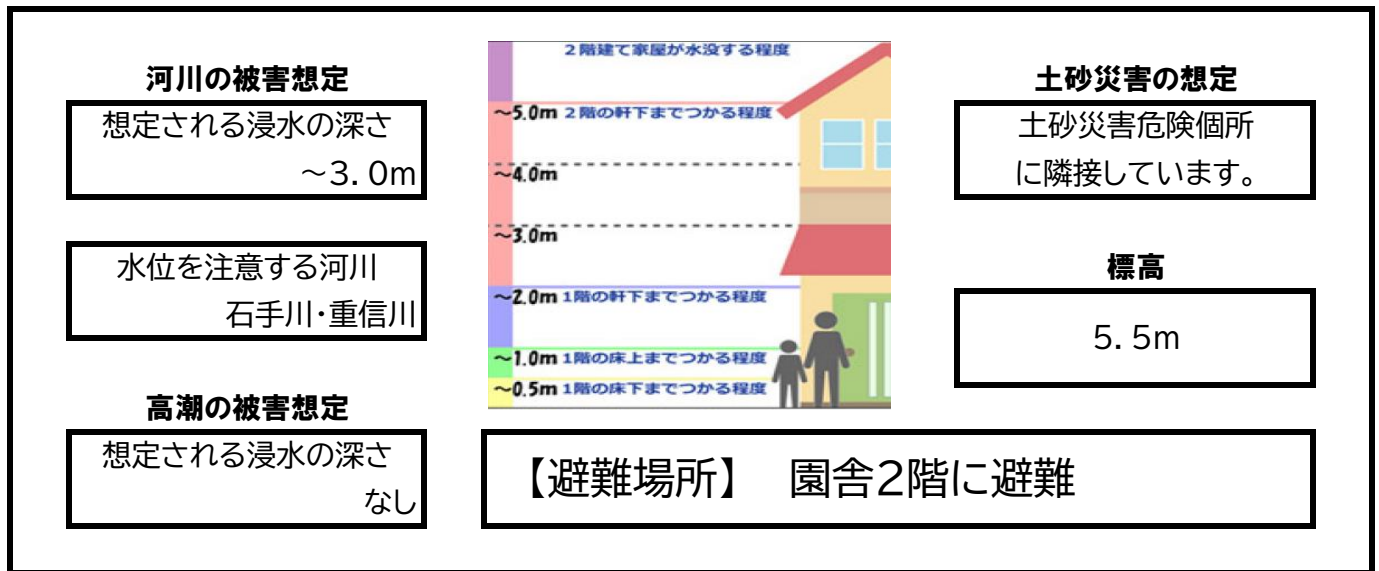 河川の被害想定
想定される浸水の深さ
～3.0m
水位を注意する河川
石手川・重信川
高潮の被害想定
想定される浸水の深さ
なし
2階建て家屋が水没する程度
～5.0m 2階の軒下までつかる程度
～4.0m
～3.0m
～2.0m 1階の軒下までつかる程度
～1.0m 1階の床上までつかる程度
～0.5m 1階の床下までつかる程度
土砂災害の想定
土砂災害危険個所
に隣接しています。
標高
5.5m
【避難場所】 園舎2階に避難